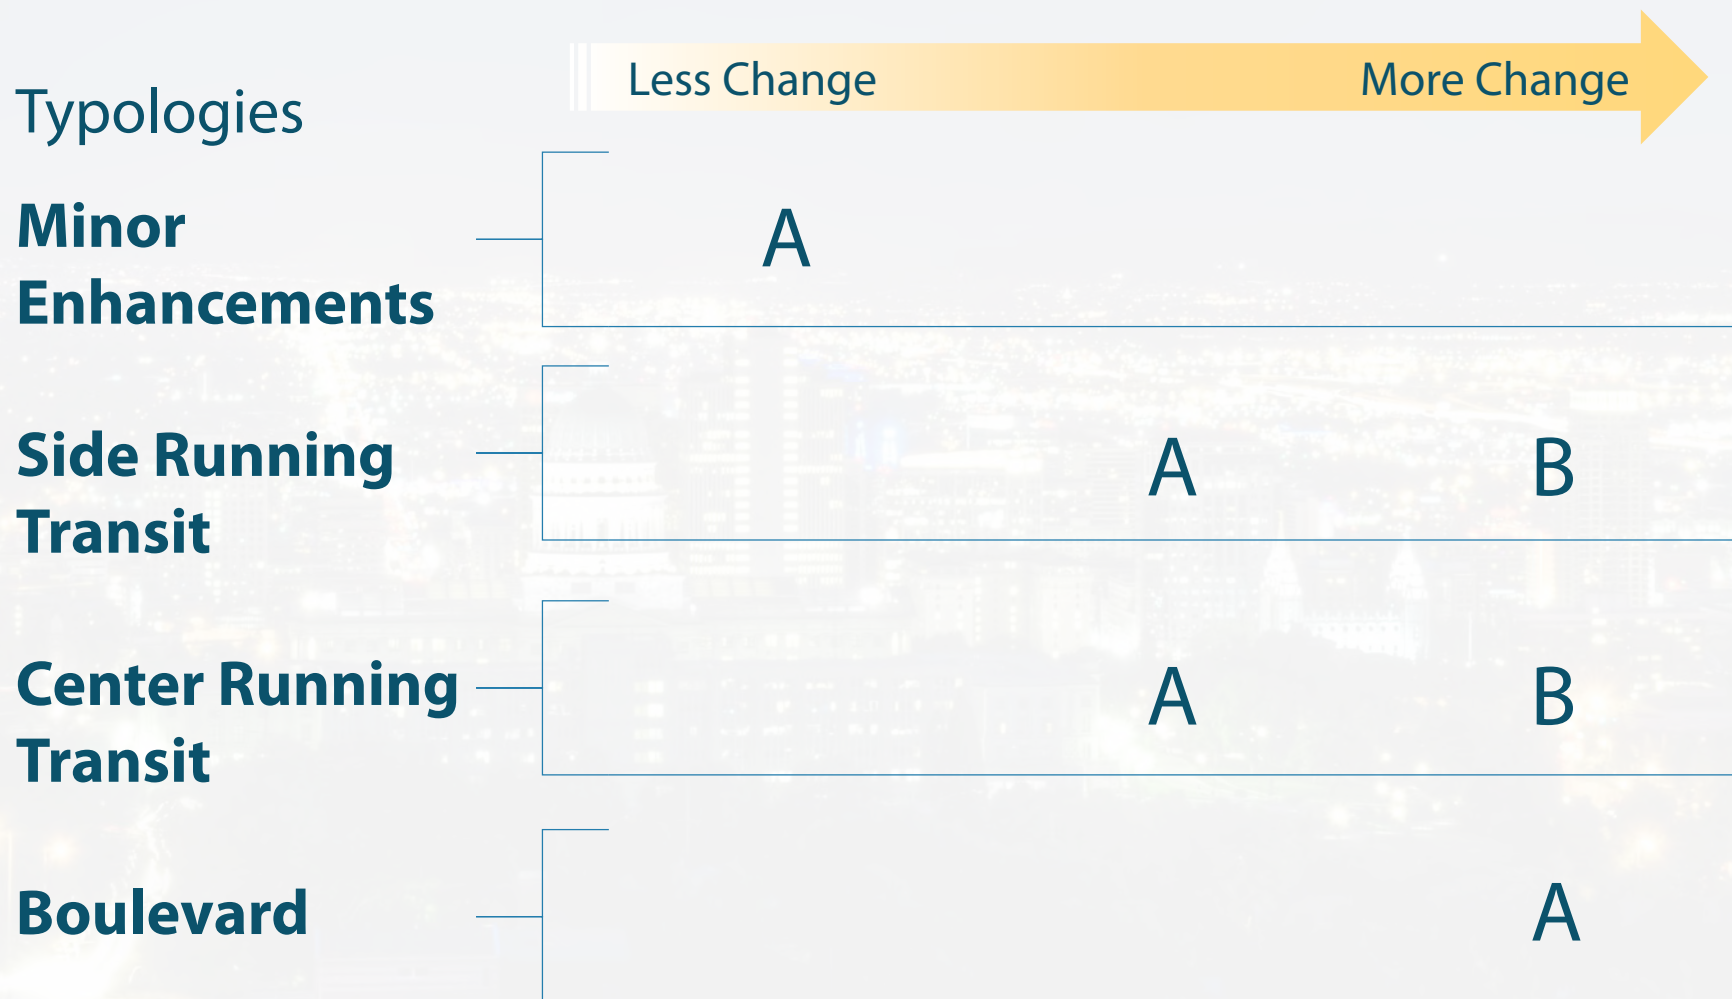 Less Change More Change
Typologies
Minor
Enhancements
A
Side Running
Transit
A B
Center Running
Transit
A B
Boulevard
A